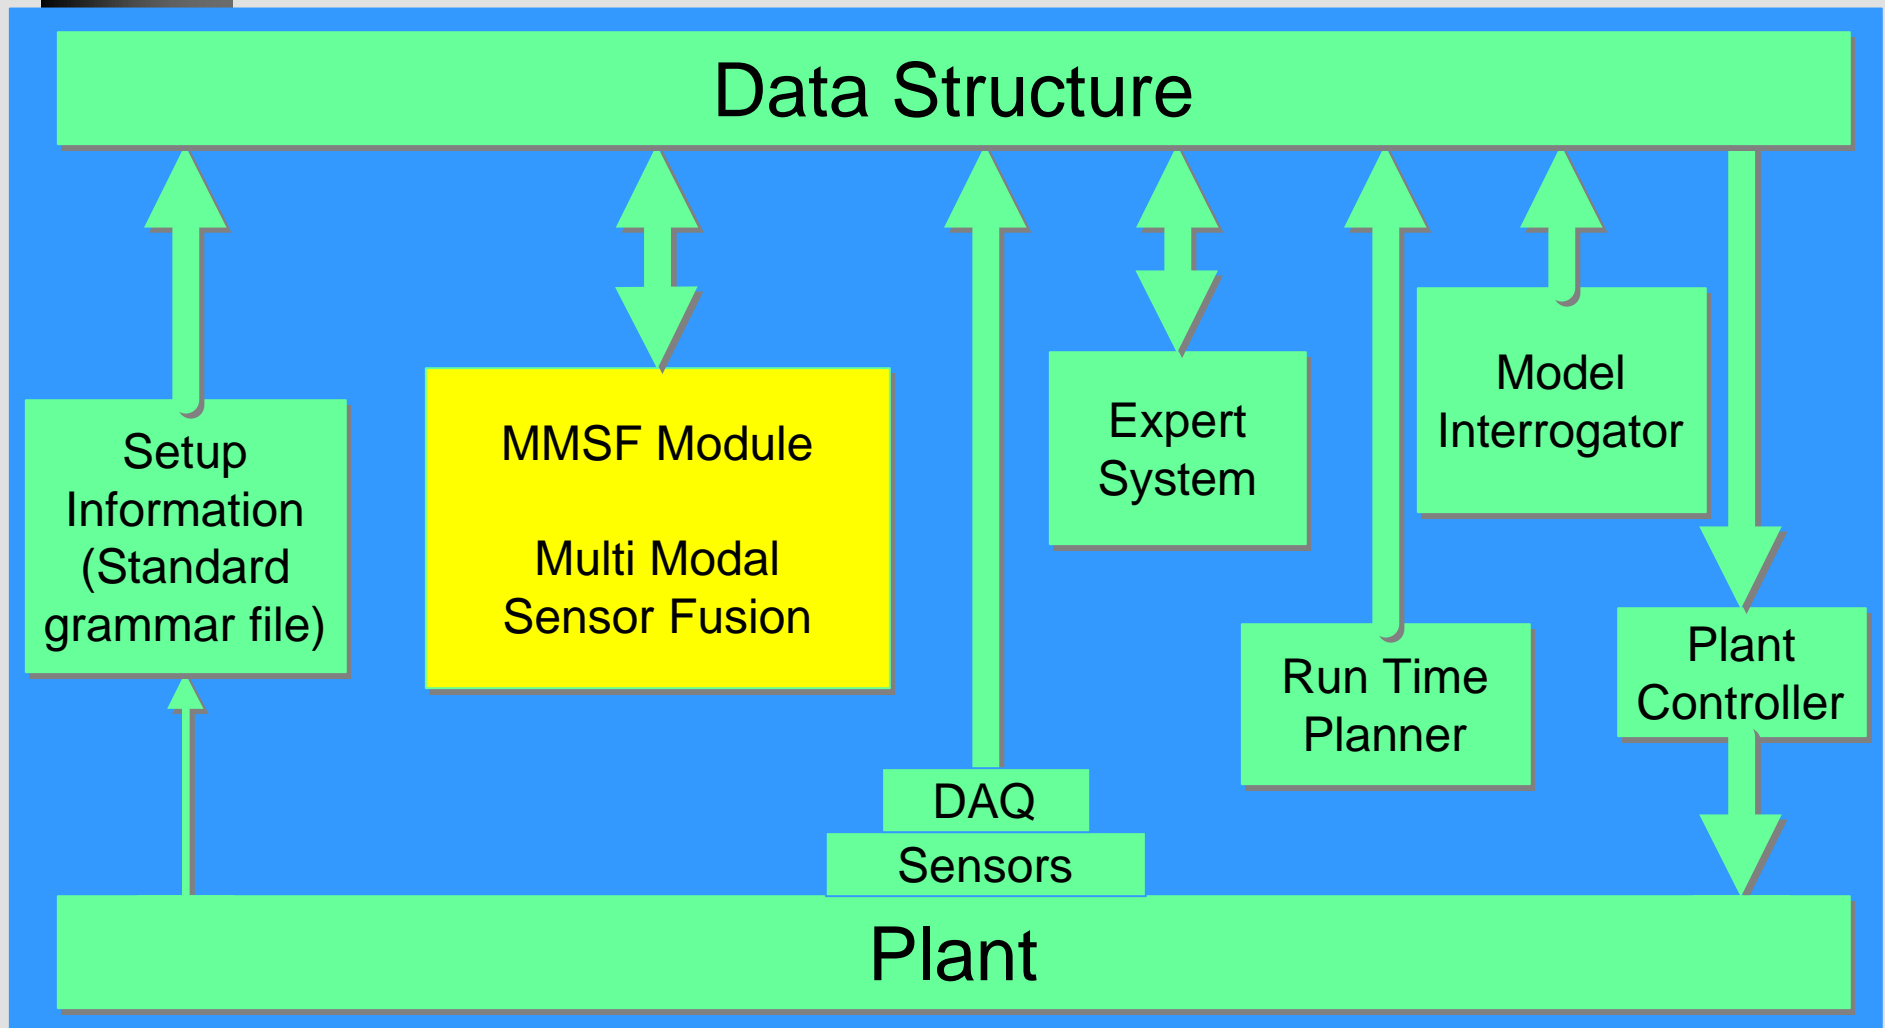 Data Structure
Setup
Information
(Standard
grammar file)
MMSF Module
Multi Modal
Sensor Fusion
DAQ
Sensors
Expert
System
Run Time
Planner
Model
Interrogator
Plant
Controller
Plant